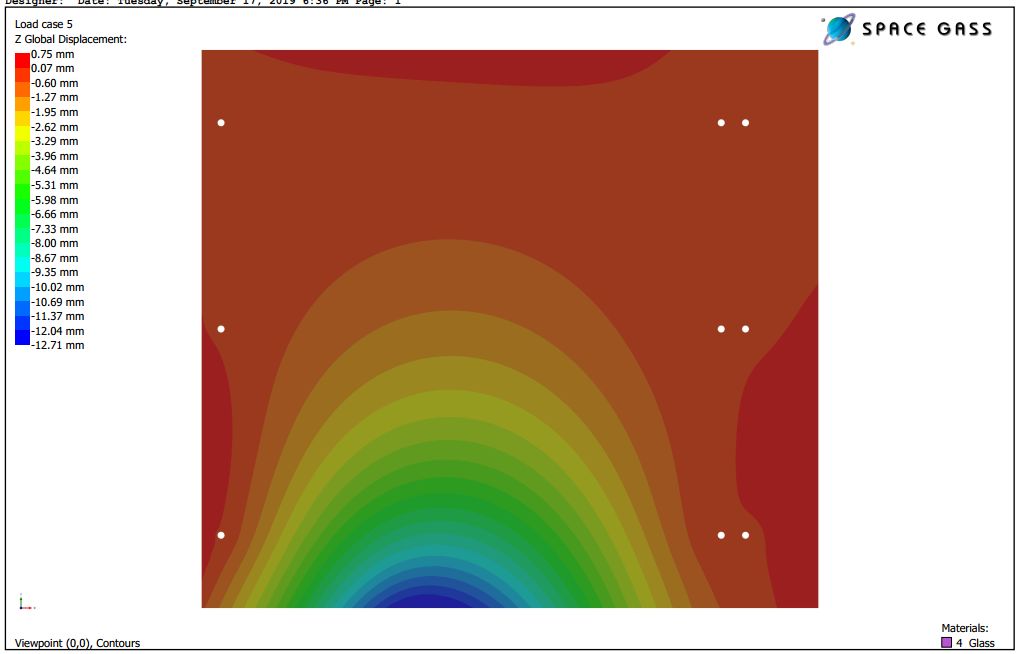 Designer: Date: Tuesday, September 17, 2019 6:36 PM Page: 1
Load case 5
Z Global Displacement:
SPACE GASS
0.75 mm
0.07 mm
-0.60 mm
-1.27 mm
-1.95 mm
-2.62 mm
-3.29 mm
-3.96 mm
-4.64 mm
-5.31 mm
-5.98 mm
-6.66 mm
-7.33 mm
-8.00 mm
-8.67 mm
-9.35 mm
-10.02 mm
-10.69 mm
-11.37 mm
-12.04 mm
-12.71 mm
Materials:
Viewpoint (0,0), Contours
4 Glass